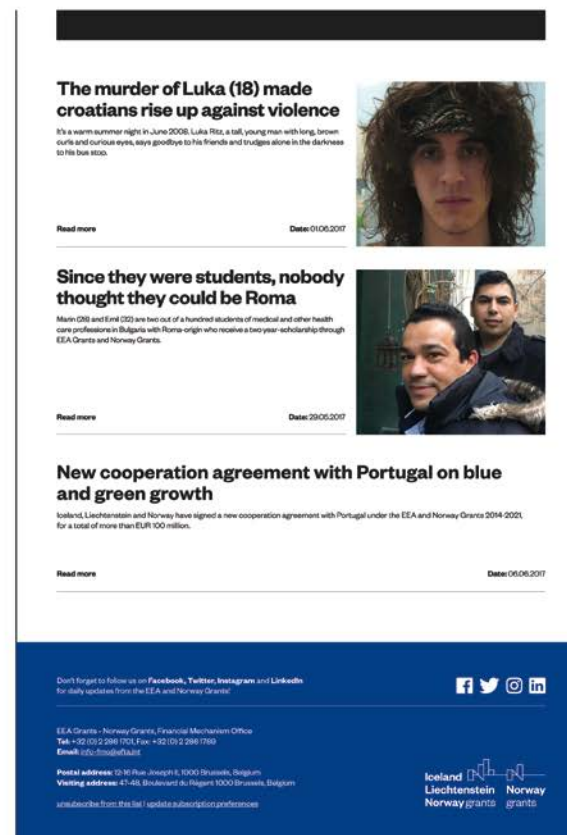 The murder of Luka (18) made
croatians rise up against violence
It's a warm summer night in June 2008. Luka Ritz, a tall, young man with long, brown
curls and curious eyes, says goodbye to his friends and trudges alone in the darkness
to his bus stop.
Read more
Date: 01.06.2017
Since they were students, nobody
thought they could be Roma
Marin (28) and Emil (32) are two out of a hundred students of medical and other health
care professions in Bulgaria with Roma-origin who receive a two year-scholarship through
EEA Grants and Norway Grants.
Read more
Date: 29.05.2017
New cooperation agreement with Portugal on blue
and green growth
Iceland, Liechtenstein and Norway have signed a new cooperation agreement with Portugal under the EEA and Norway Grants 2014-2021,
for a total of more than EUR 100 million.
Read more
Date: 06.06.2017
Don't forget to follow us on Facebook, Twitter, Instagram and LinkedIn
for daily updates from the EEA and Norway Grants!
EEA Grants - Norway Grants, Financial Mechanism Office
Tel: +32 (0) 2 286 1701, Fax: +32 (0) 2 286 1789
Email: info-fmo@efta.int
Postal address: 12-16 Rue Joseph II, 1000 Brussels, Belgium
Visiting address: 47-48, Boulevard du Régent 1000 Brussels, Belgium
unsubscribe from this list | update subscription preferences
Iceland
Liechtenstein Norway
Norway grants grants